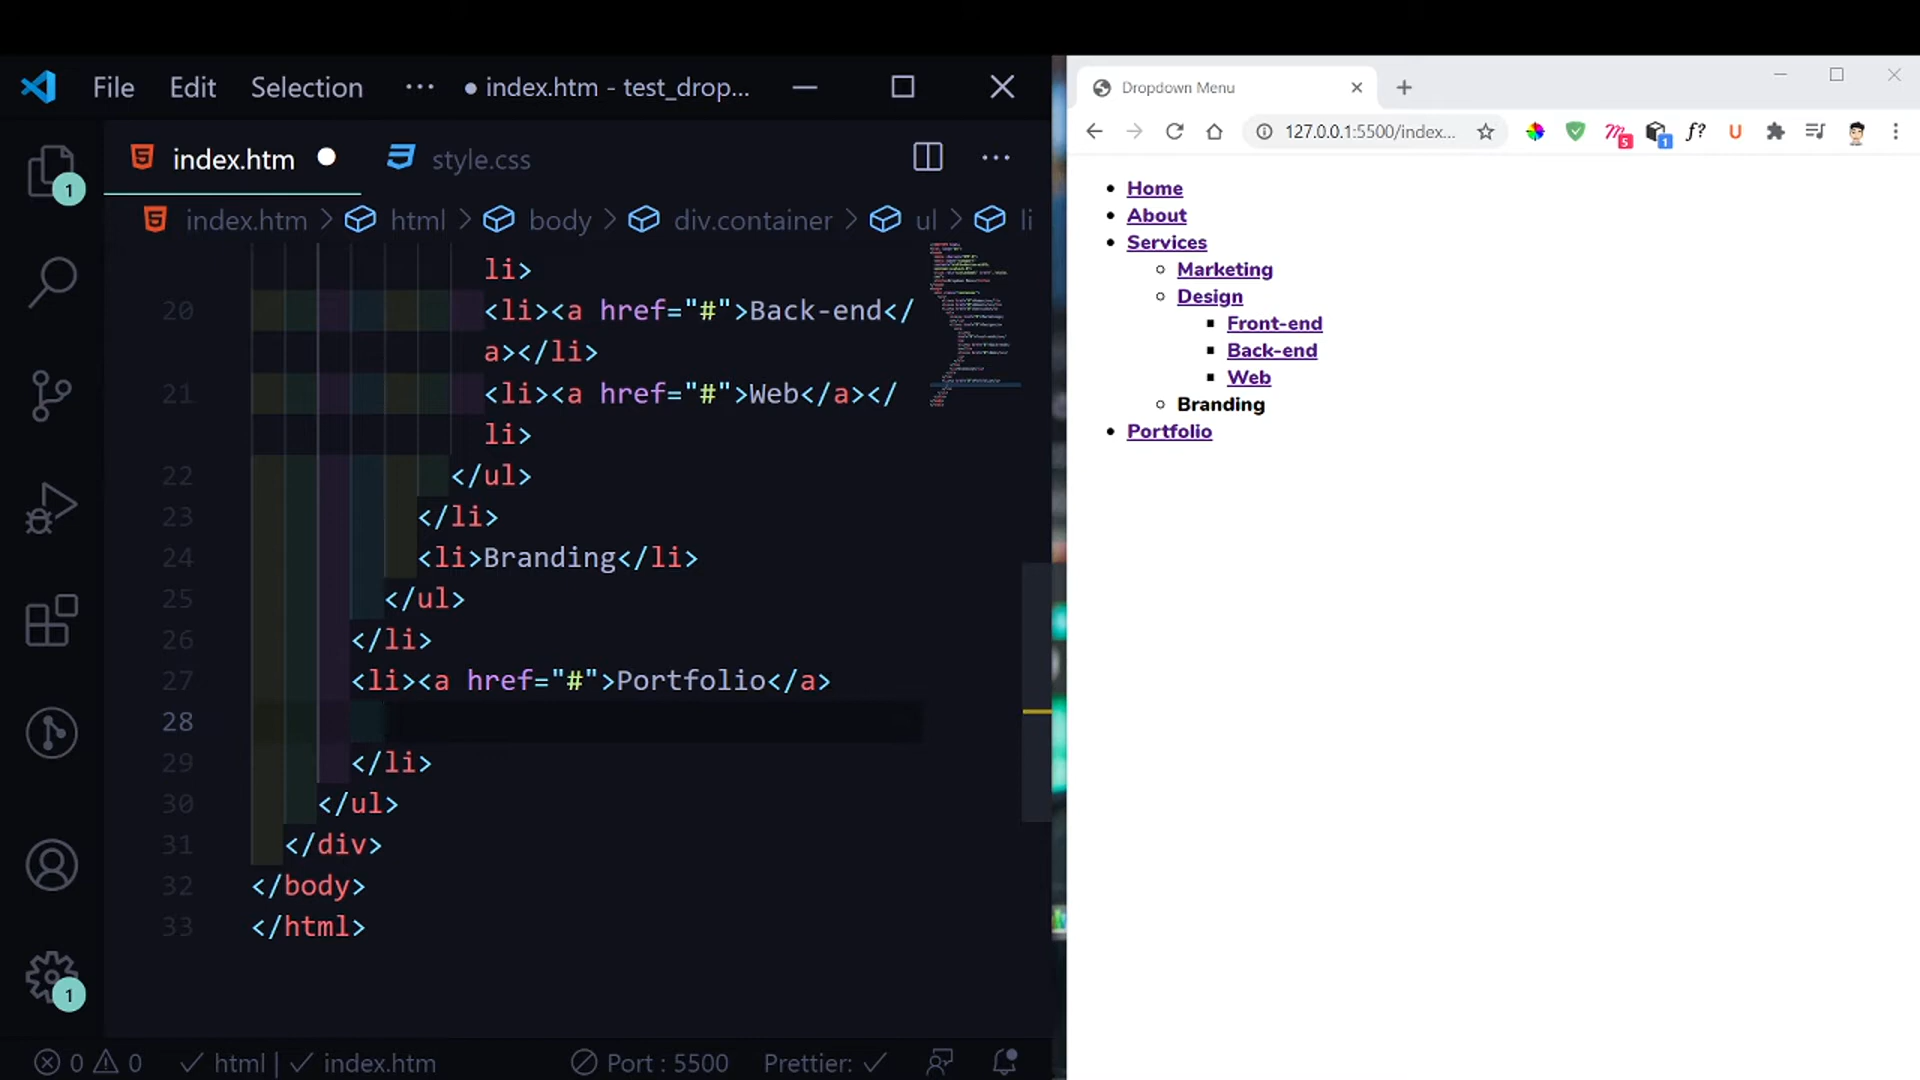 File Edit Selection ··· ● index.htm - test_drop...
index.htm ● style.css ···
index.htm > html > body > div.container > ul > li
li>
20 <li><a href="#">Back-end</
a></li>
21 <li><a href="#">Web</a></
li>
22 </ul>
23 </li>
24 <li>Branding</li>
25 </ul>
26 </li>
27 <li><a href="#">Portfolio</a>
28
29 </li>
30 </ul>
31 </div>
32 </body>
33 </html>
1
1
0 0 html | index.htm Port : 5500 Prettier:
Dropdown Menu
127.0.0.1:5500/index...
5 1 f? U
Home
About
Services
Marketing
Design
Front-end
Back-end
Web
Branding
Portfolio